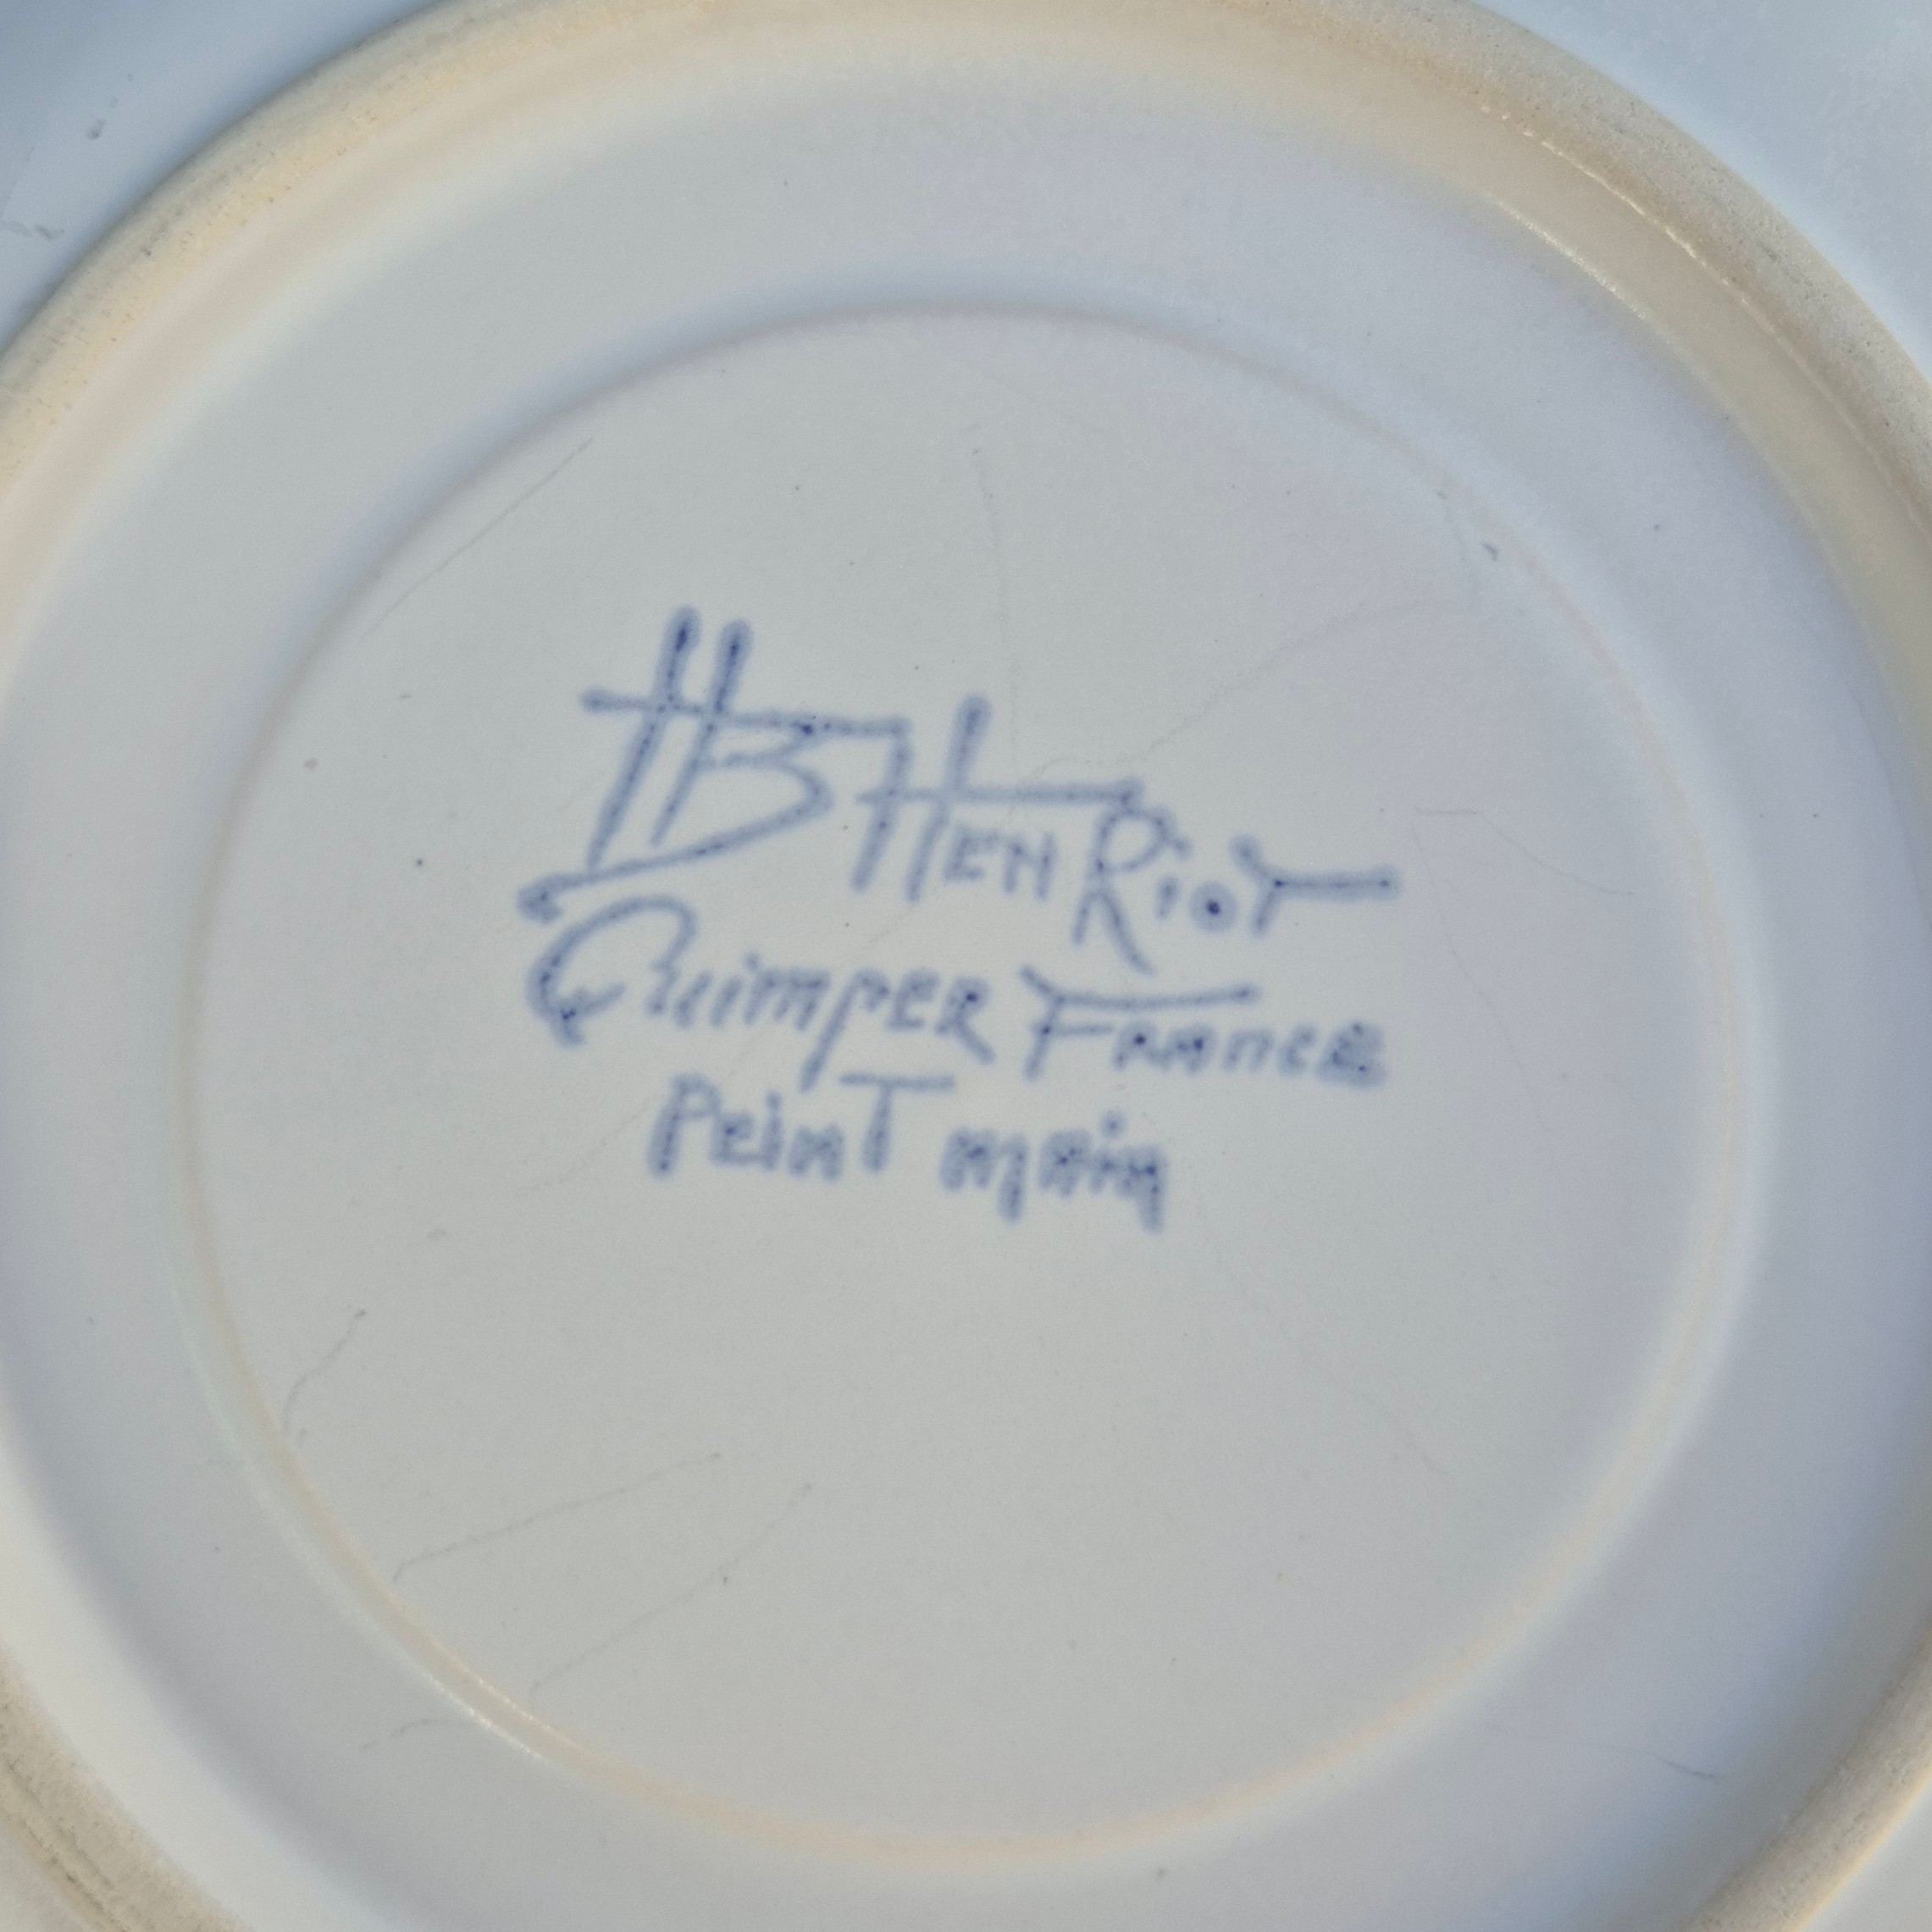 HB HenRiot
Quimper France
Peint main